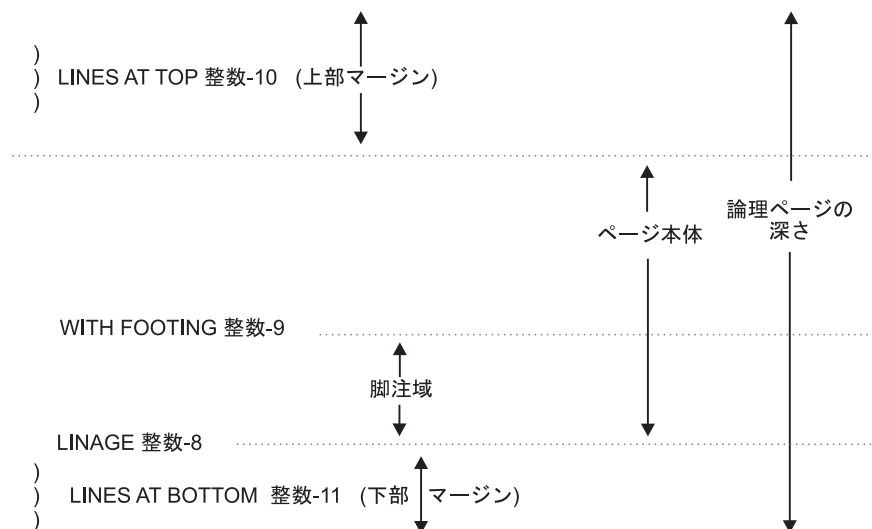 )
) LINES AT TOP 整数-10 (上部マージン)
)
ページ本体
論理ページの
深さ
WITH FOOTING 整数-9
脚注域
LINAGE 整数-8
)
) LINES AT BOTTOM 整数-11 (下部 マージン)
)